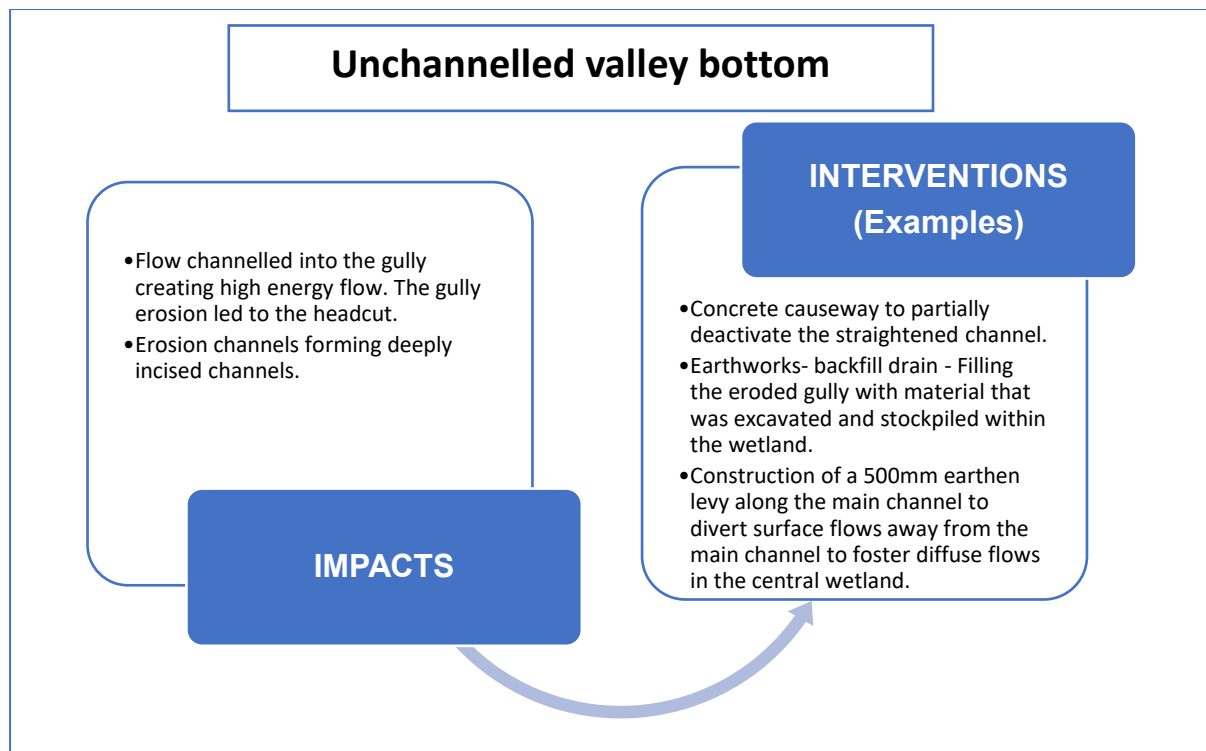 Unchannelled valley bottom
•Flow channelled into the gully
creating high energy flow. The gully
erosion led to the headcut.
•Erosion channels forming deeply
incised channels.
IMPACTS
INTERVENTIONS
(Examples)
•Concrete causeway to partially
deactivate the straightened channel.
•Earthworks- backfill drain - Filling
the eroded gully with material that
was excavated and stockpiled within
the wetland.
•Construction of a 500mm earthen
levy along the main channel to
divert surface flows away from the
main channel to foster diffuse flows
in the central wetland.